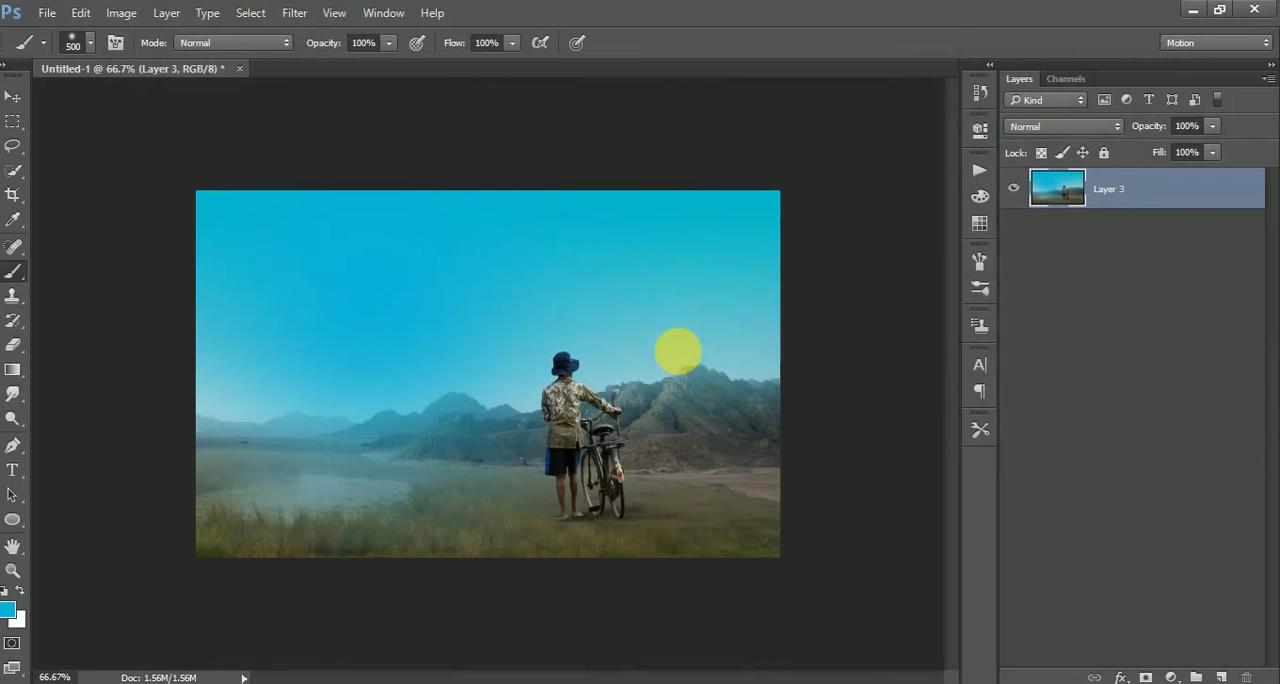 Ps File Edit Image Layer Type Select Filter View Window Help
500 Mode: Normal Opacity: 100% Flow: 100% Motion
Untitled-1 @ 66.7% (Layer 3, RGB/8) * ×
Layers Channels
Kind
Normal Opacity: 100%
Lock: Fill: 100%
Layer 3
66.67% Doc: 1.56M/1.56M